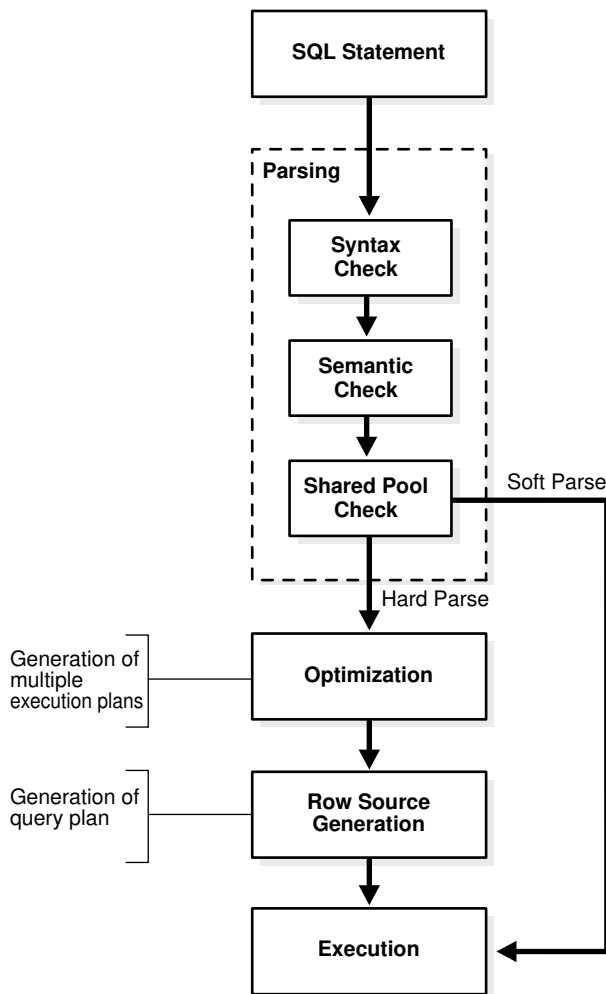 SQL Statement
Parsing
Syntax
Check
Semantic
Check
Shared Pool
Check
Soft Parse
Hard Parse
Generation of
multiple
execution plans
Optimization
Generation of
query plan
Row Source
Generation
Execution